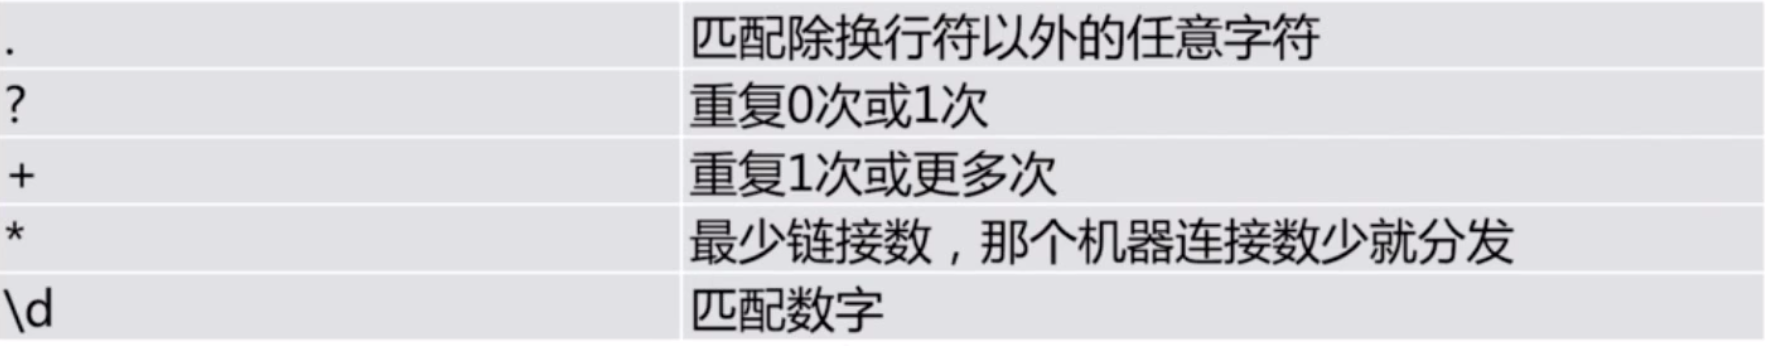 . 匹配除换行符以外的任意字符
? 重复0次或1次
+ 重复1次或更多次
* 最少链接数，那个机器连接数少就分发
\d 匹配数字